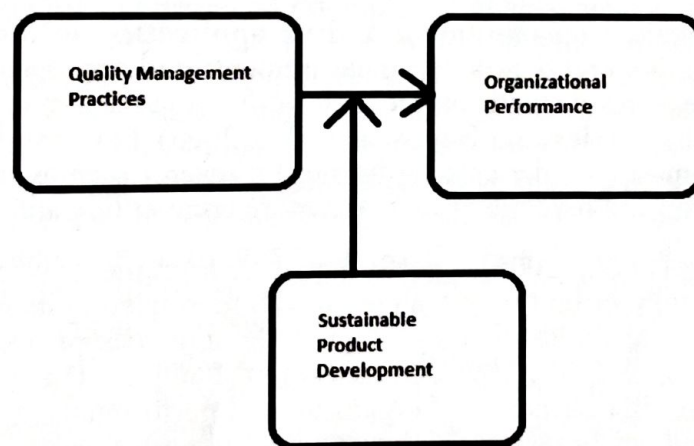 Quality Management
Practices
Organizational
Performance
Sustainable
Product
Development